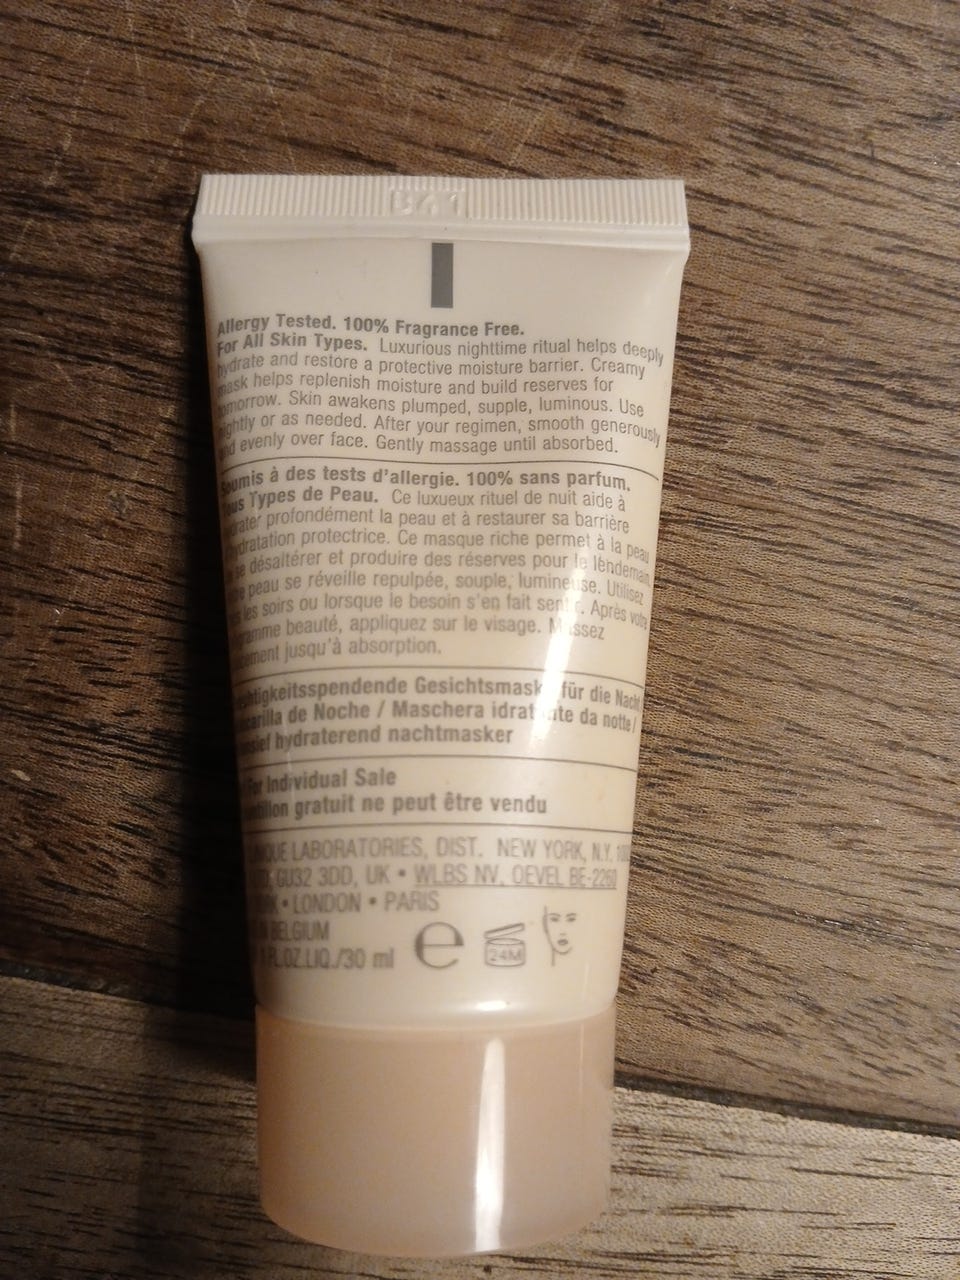 Allergy Tested. 100% Fragrance Free.
For All Skin Types. Luxurious nighttime ritual helps deeply
hydrate and restore a protective moisture barrier. Creamy
mask helps replenish moisture and build reserves for
tomorrow. Skin awakens plumped, supple, luminous. Use
nightly or as needed. After your regimen, smooth generously
and evenly over face. Gently massage until absorbed.
Soumis à des tests d'allergie. 100% sans parfum.
Tous Types de Peau. Ce luxueux rituel de nuit aide à
profondément la peau et à restaurer sa barrière
protectrice. Ce masque riche permet à la peau
de se désaltérer et produire des réserves pour le lendemain.
peau se réveille repulpée, souple, lumineuse. Utilisez
les soirs ou lorsque le besoin s'en fait sentir. Après votre
beauté, appliquez sur le visage. Massez
jusqu'à absorption.
Gesichtsmaske für die Nacht
de Noche / Maschera idratante da notte /
hydraterend nachtmasker
For Individual Sale
gratuit ne peut être vendu
LABORATORIES, DIST. NEW YORK, N.Y.
GU32 3DD, UK • WLBS NV, OEVEL BE-2260
• LONDON • PARIS
BELGIUM
FL.OZ.LIQ./30 ml e 24M